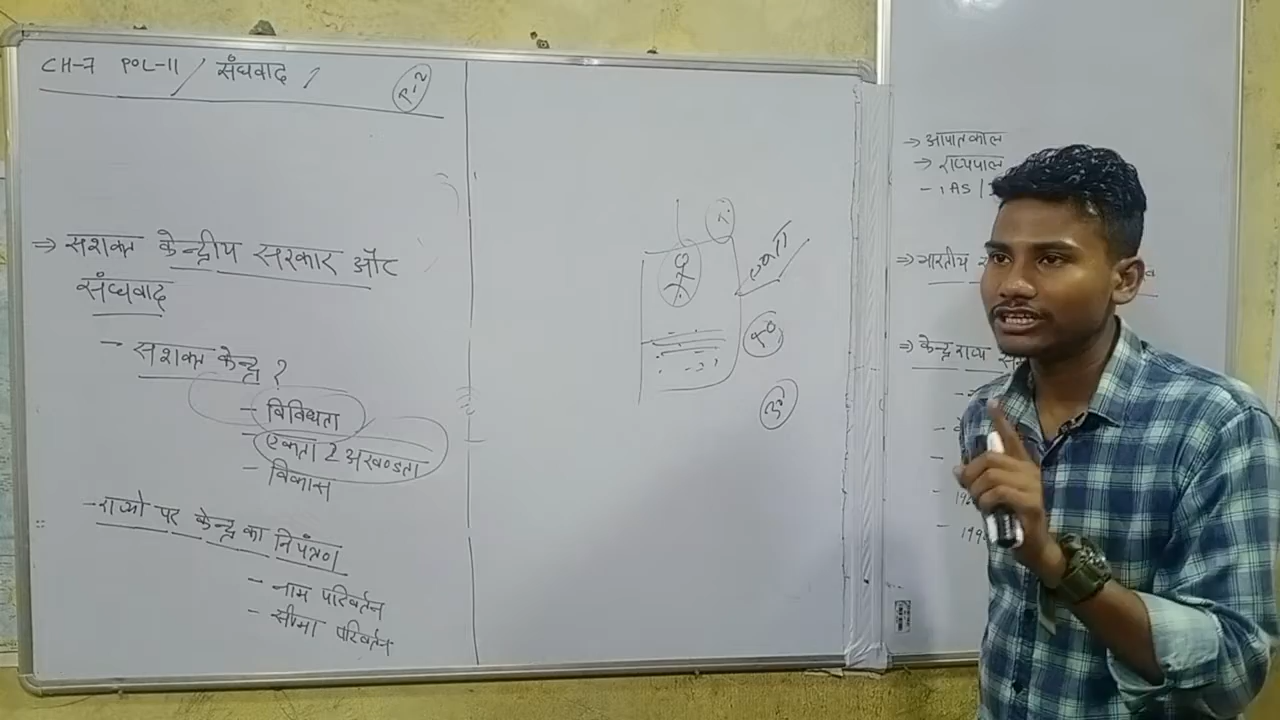 CH-7 POL-11 / संघवाद /
⇒ सशक्त केन्द्रीय सरकार और
संघवाद
- सशक्त केन्द्र ?
- विविधता
- एकता व अखण्डता
- विकास
- राज्यो पर केन्द्र का नियंत्रण
- नाम परिवर्तन
- सीमा परिवर्तन
⇒ आपातकाल
→ राज्यपाल
- IAS /
⇒ भारतीय
⇒ केन्द्र राज्य